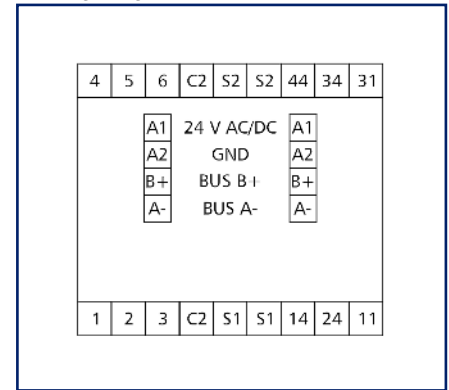 4 5 6 C2 S2 S2 44 34 31
A1 24 V AC/DC A1
A2 GND A2
B+ BUS B+ B+
A- BUS A- A-
1 2 3 C2 S1 S1 14 24 11